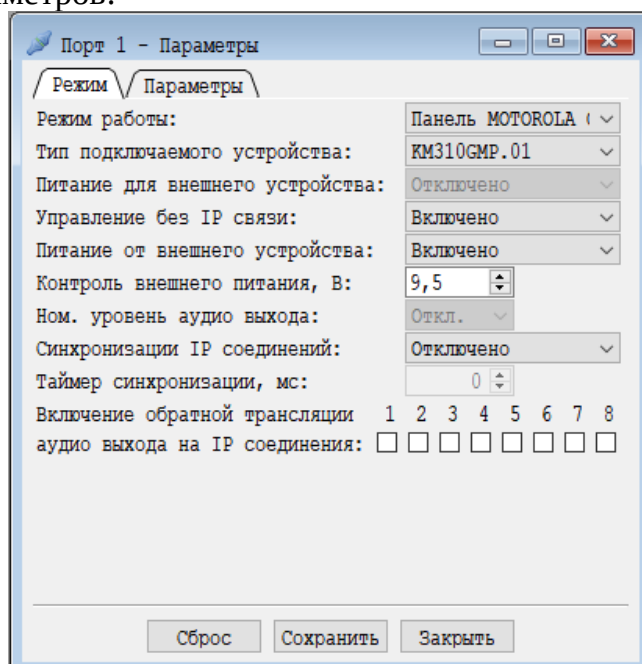 метров.
Порт 1 - Параметры
Режим Параметры
Режим работы: Панель MOTOROLA (
Тип подключаемого устройства: KM310GMP.01
Питание для внешнего устройства: Отключено
Управление без IP связи: Включено
Питание от внешнего устройства: Включено
Контроль внешнего питания, В: 9,5
Ном. уровень аудио выхода: Откл.
Синхронизации IP соединений: Отключено
Таймер синхронизации, мс: 0
Включение обратной трансляции 1 2 3 4 5 6 7 8
аудио выхода на IP соединения:
Сброс Сохранить Закрыть